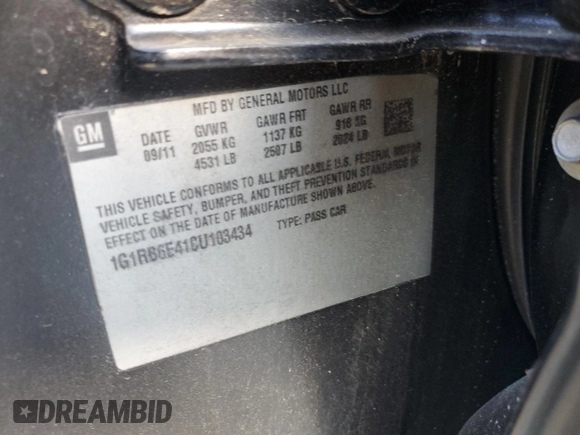 GM
MFD BY GENERAL MOTORS LLC
DATE GVWR GAWR FRT GAWR RR
09/11 2055 KG 1137 KG 918 KG
4531 LB 2507 LB 2024 LB
THIS VEHICLE CONFORMS TO ALL APPLICABLE U.S. FEDERAL MOTOR
VEHICLE SAFETY, BUMPER, AND THEFT PREVENTION STANDARDS IN
EFFECT ON THE DATE OF MANUFACTURE SHOWN ABOVE.
1G1RB6E41CU103434 TYPE: PASS CAR
DREAMBID